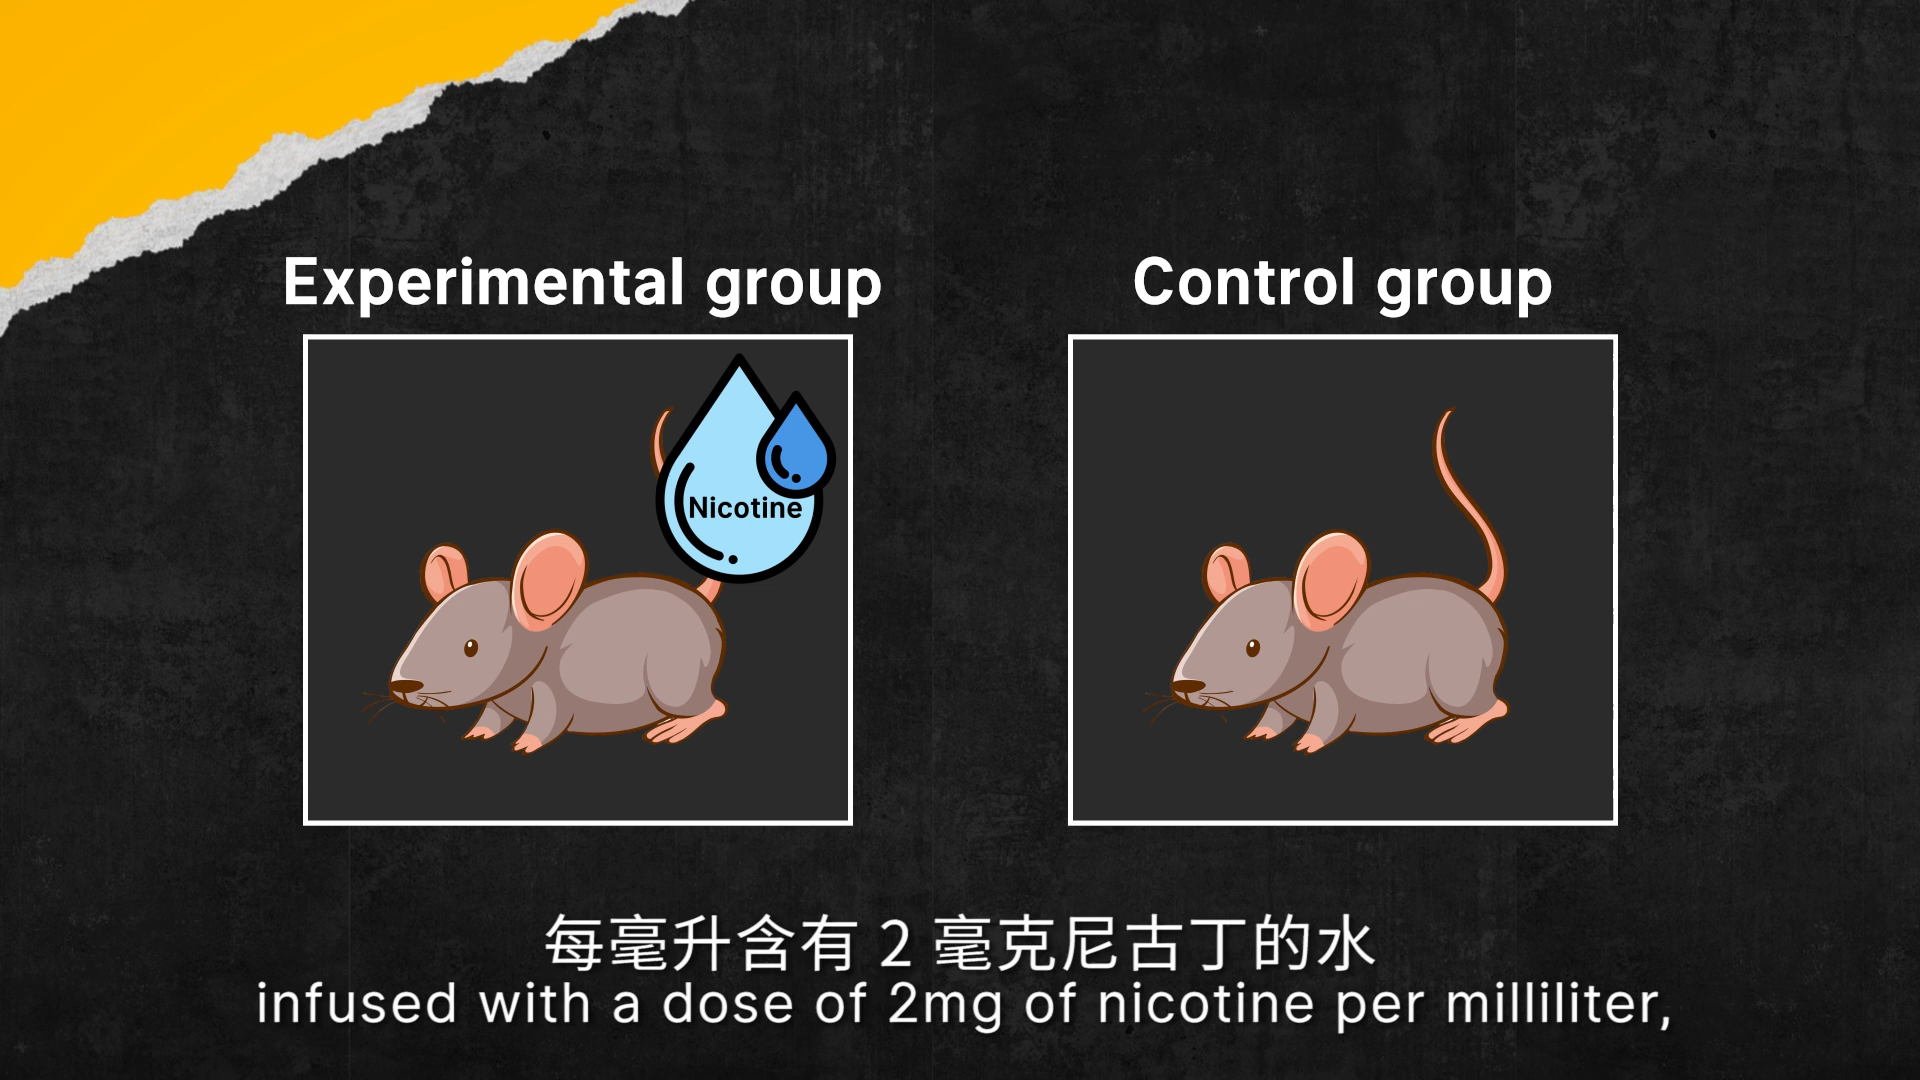 Experimental group
Control group
Nicotine
每毫升含有 2 毫克尼古丁的水
infused with a dose of 2mg of nicotine per milliliter,